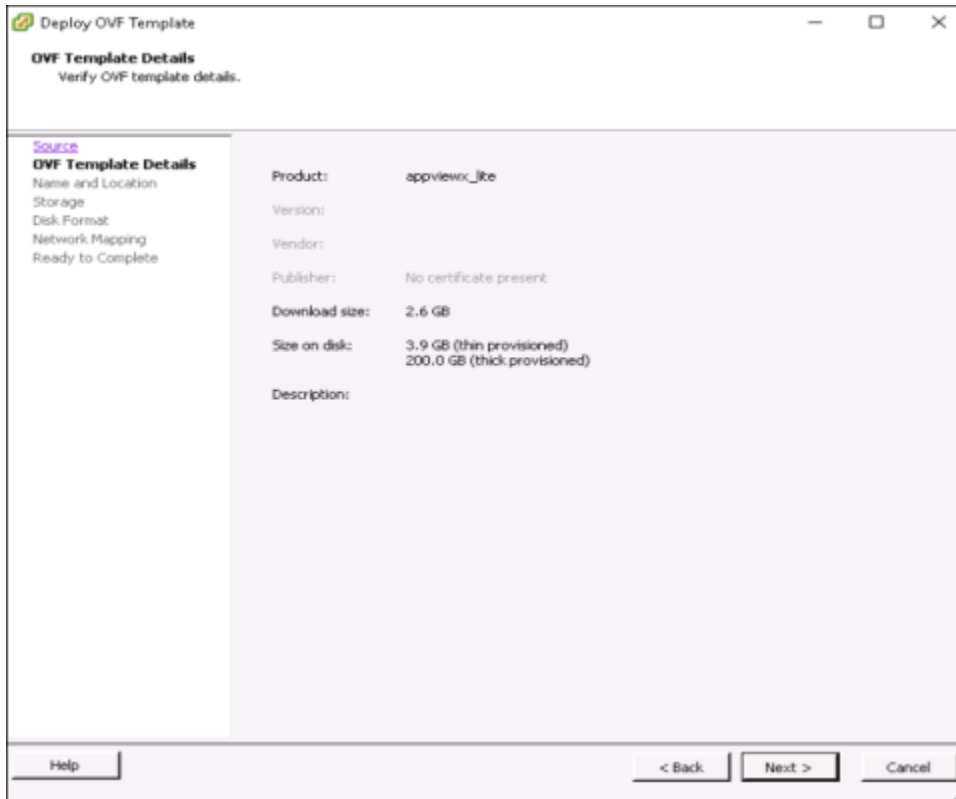 Deploy OVF Template
OVF Template Details
Verify OVF template details.
Source
OVF Template Details
Name and Location
Storage
Disk Format
Network Mapping
Ready to Complete
Product: appviewx_lite
Version:
Vendor:
Publisher: No certificate present
Download size: 2.6 GB
Size on disk: 3.9 GB (thin provisioned)
200.0 GB (thick provisioned)
Description:
Help
< Back
Next >
Cancel